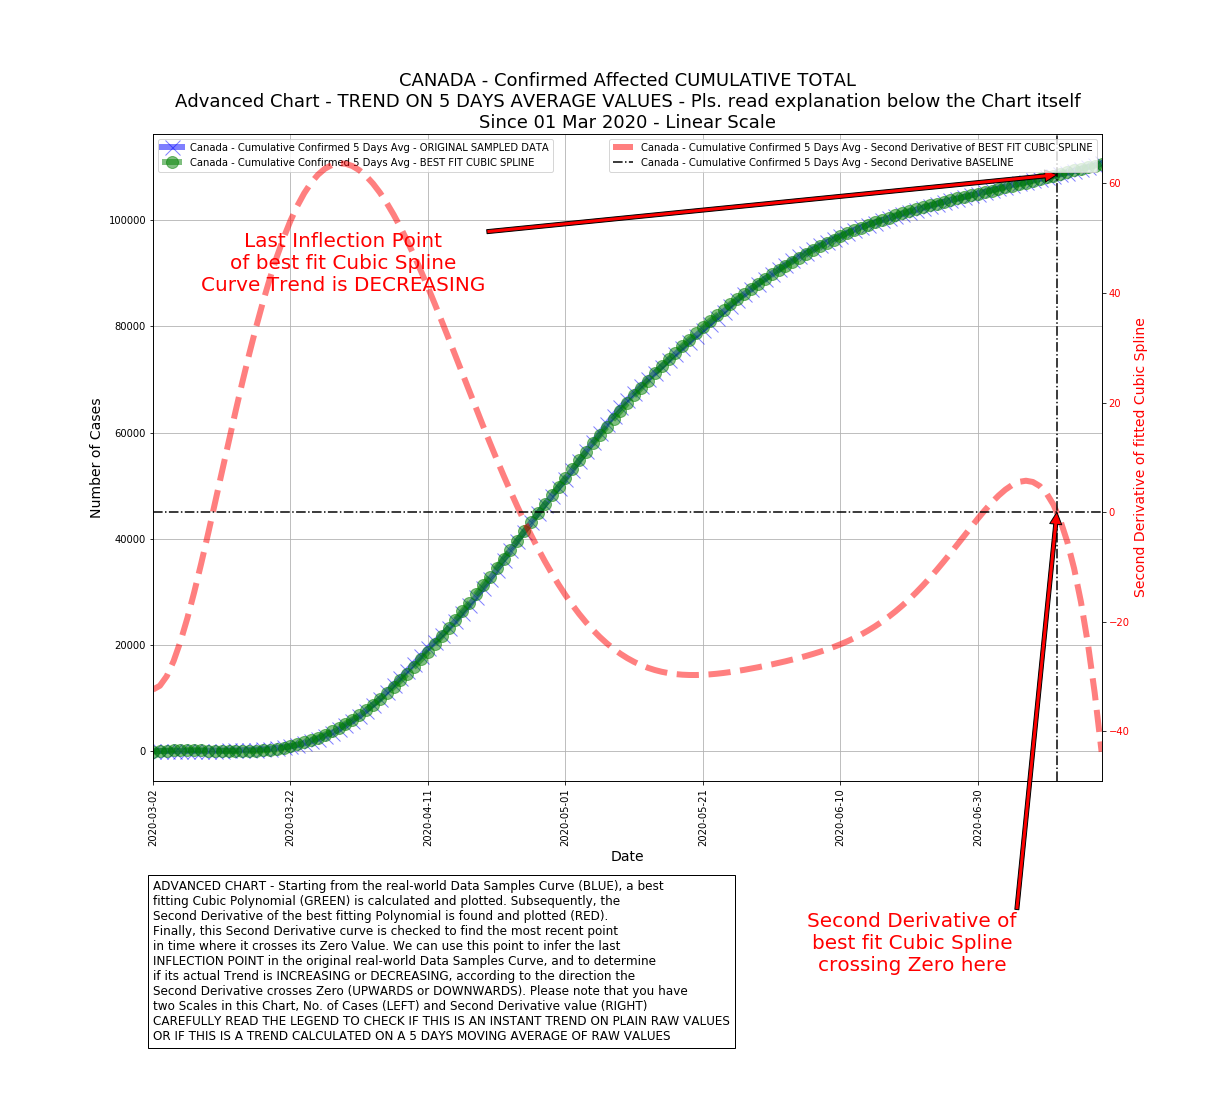 CANADA - Confirmed Affected CUMULATIVE TOTAL
Advanced Chart - TREND ON 5 DAYS AVERAGE VALUES - Pls. read explanation below the Chart itself
Since 01 Mar 2020 - Linear Scale
Canada - Cumulative Confirmed 5 Days Avg - ORIGINAL SAMPLED DATA
Canada - Cumulative Confirmed 5 Days Avg - BEST FIT CUBIC SPLINE
Canada - Cumulative Confirmed 5 Days Avg - Second Derivative of BEST FIT CUBIC SPLINE
Canada - Cumulative Confirmed 5 Days Avg - Second Derivative BASELINE
Last Inflection Point
of best fit Cubic Spline
Curve Trend is DECREASING
Number of Cases
100000
80000
60000
40000
20000
0
60
40
20
0
−20
−40
Second Derivative of fitted Cubic Spline
2020-03-02
2020-03-22
2020-04-11
2020-05-01
2020-05-21
2020-06-10
2020-06-30
Date
ADVANCED CHART - Starting from the real-world Data Samples Curve (BLUE), a best
fitting Cubic Polynomial (GREEN) is calculated and plotted. Subsequently, the
Second Derivative of the best fitting Polynomial is found and plotted (RED).
Finally, this Second Derivative curve is checked to find the most recent point
in time where it crosses its Zero Value. We can use this point to infer the last
INFLECTION POINT in the original real-world Data Samples Curve, and to determine
if its actual Trend is INCREASING or DECREASING, according to the direction the
Second Derivative crosses Zero (UPWARDS or DOWNWARDS). Please note that you have
two Scales in this Chart, No. of Cases (LEFT) and Second Derivative value (RIGHT)
CAREFULLY READ THE LEGEND TO CHECK IF THIS IS AN INSTANT TREND ON PLAIN RAW VALUES
OR IF THIS IS A TREND CALCULATED ON A 5 DAYS MOVING AVERAGE OF RAW VALUES
Second Derivative of
best fit Cubic Spline
crossing Zero here